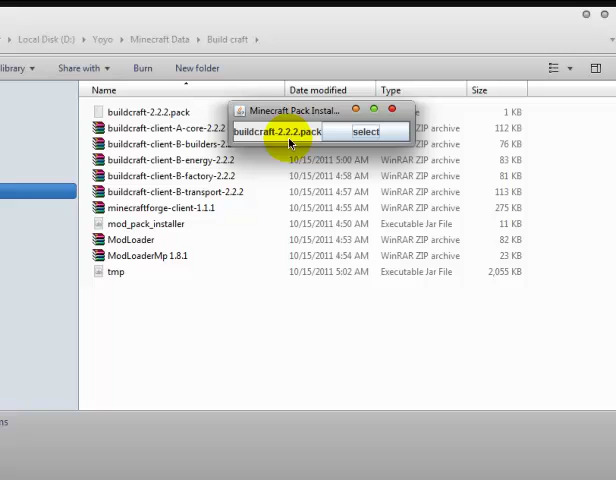 Local Disk (D:) Yoyo Minecraft Data Build craft
library Share with Burn New folder
Name Date modified Type Size
buildcraft-2.2.2.pack 1 KB
buildcraft-client-A-core-2.2.2 WinRAR ZIP archive 112 KB
buildcraft-client-B-builders-2... WinRAR ZIP archive 76 KB
buildcraft-client-B-energy-2.2.2 10/15/2011 5:00 AM WinRAR ZIP archive 83 KB
buildcraft-client-B-factory-2.2.2 10/15/2011 4:58 AM WinRAR ZIP archive 81 KB
buildcraft-client-B-transport-2.2.2 10/15/2011 4:57 AM WinRAR ZIP archive 113 KB
minecraftforge-client-1.1.1 10/15/2011 4:55 AM WinRAR ZIP archive 275 KB
mod_pack_installer 10/15/2011 4:50 AM Executable Jar File 11 KB
ModLoader 10/15/2011 4:53 AM WinRAR ZIP archive 82 KB
ModLoaderMp 1.8.1 10/15/2011 4:54 AM WinRAR ZIP archive 23 KB
tmp 10/15/2011 5:02 AM Executable Jar File 2,055 KB
Minecraft Pack Instal...
buildcraft-2.2.2.pack select